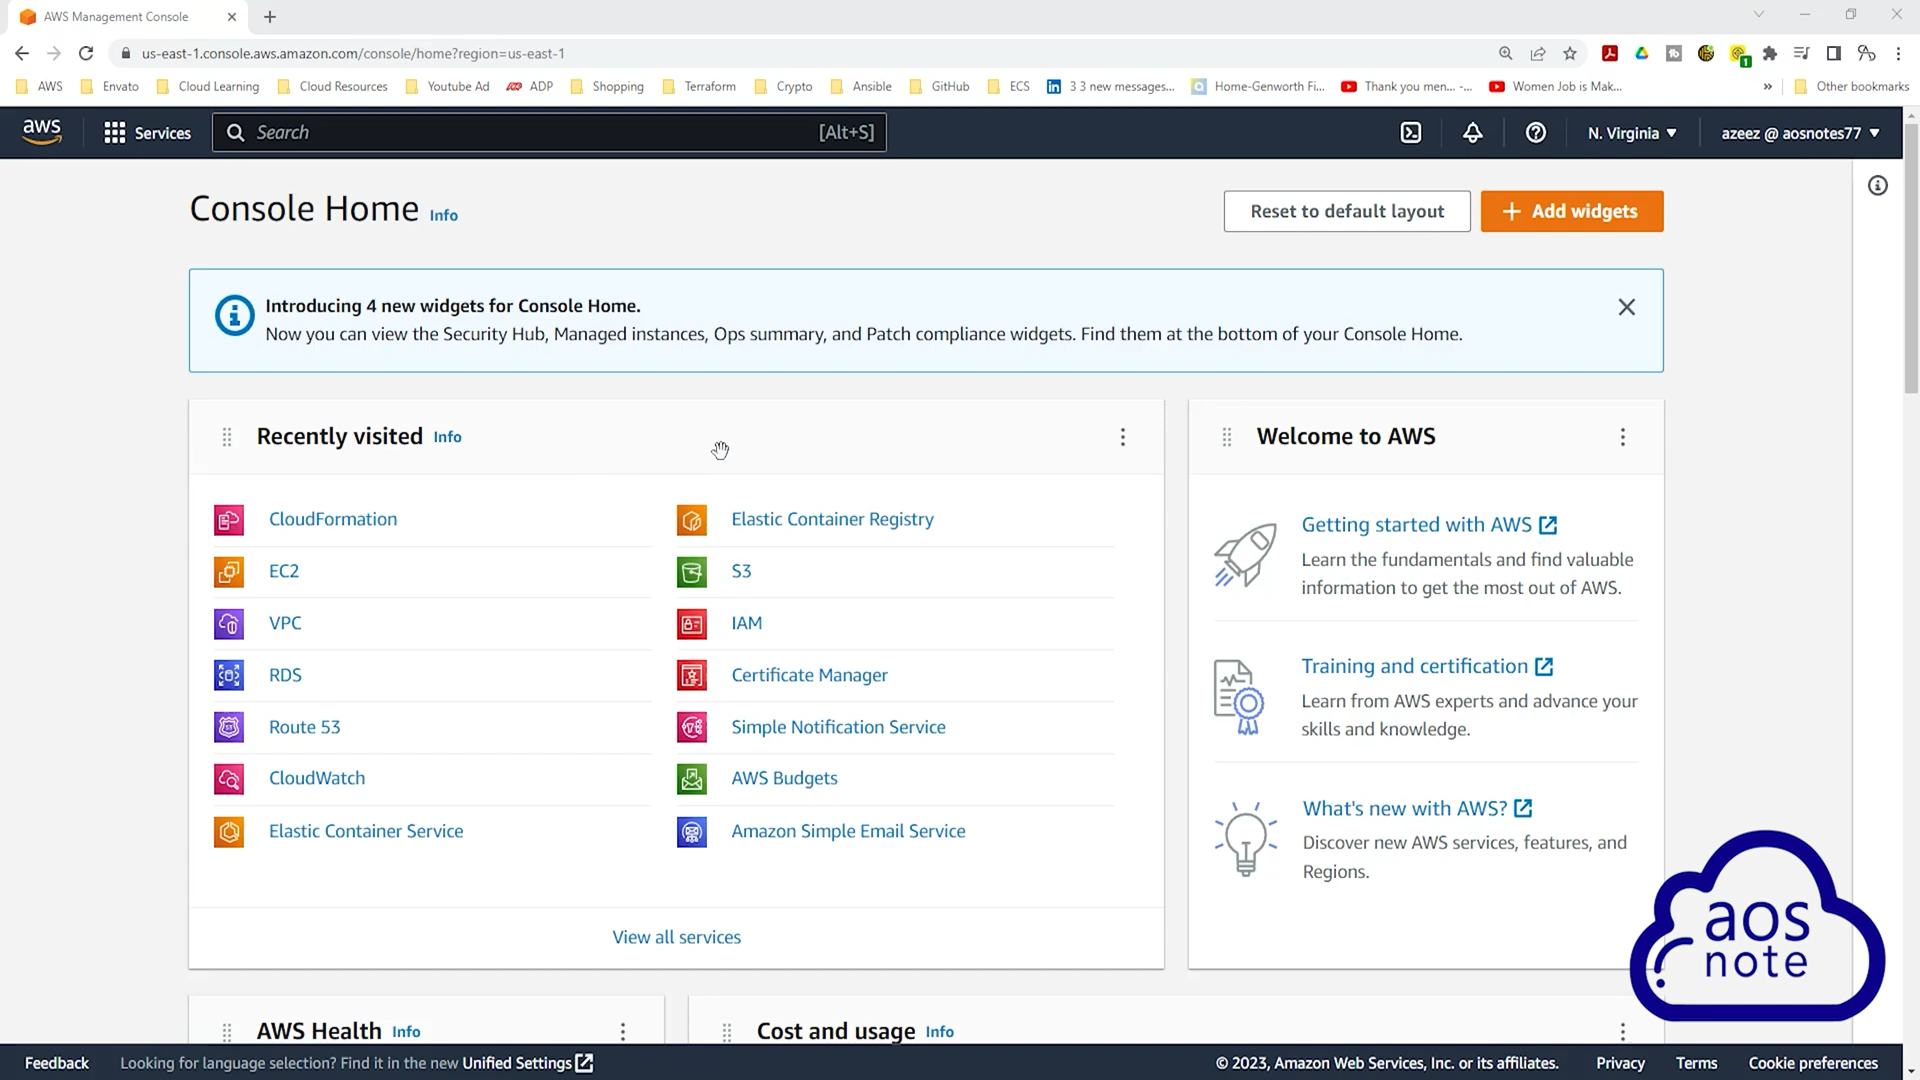 AWS Management Console
us-east-1.console.aws.amazon.com/console/home?region=us-east-1
1
AWS Envato Cloud Learning Cloud Resources Youtube Ad ADP Shopping Terraform Crypto Ansible GitHub ECS 3 3 new messages... Home-Genworth Fi... Thank you men... -... Women Job is Mak... » Other bookmarks
aws Services Search [Alt+S] N. Virginia azeez @ aosnotes77
Console Home Info
Reset to default layout
Add widgets
Introducing 4 new widgets for Console Home.
Now you can view the Security Hub, Managed instances, Ops summary, and Patch compliance widgets. Find them at the bottom of your Console Home.
Recently visited Info
CloudFormation
EC2
VPC
RDS
Route 53
CloudWatch
Elastic Container Service
Elastic Container Registry
S3
IAM
Certificate Manager
Simple Notification Service
AWS Budgets
Amazon Simple Email Service
View all services
Welcome to AWS
Getting started with AWS
Learn the fundamentals and find valuable
information to get the most out of AWS.
Training and certification
Learn from AWS experts and advance your
skills and knowledge.
What's new with AWS?
Discover new AWS services, features, and
Regions.
aos
note
AWS Health Info
Cost and usage Info
Feedback Looking for language selection? Find it in the new Unified Settings © 2023, Amazon Web Services, Inc. or its affiliates. Privacy Terms Cookie preferences